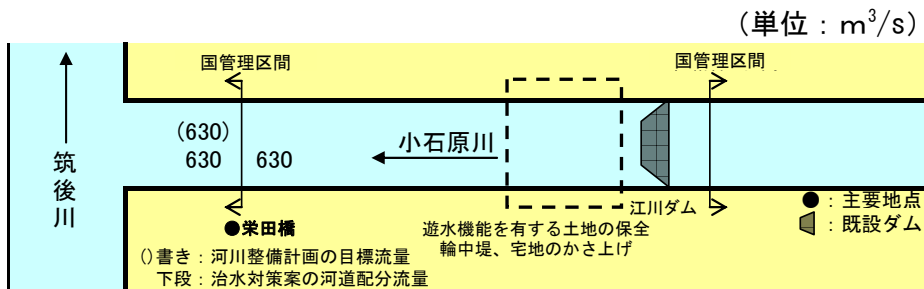 (単位：m³/s)
国管理区間
国管理区間
(630)
630
630
小石原川
筑後川
江川ダム
●：主要地点
：既設ダム
●栄田橋
遊水機能を有する土地の保全
輪中堤、宅地のかさ上げ
()書き：河川整備計画の目標流量
下段：治水対策案の河道配分流量